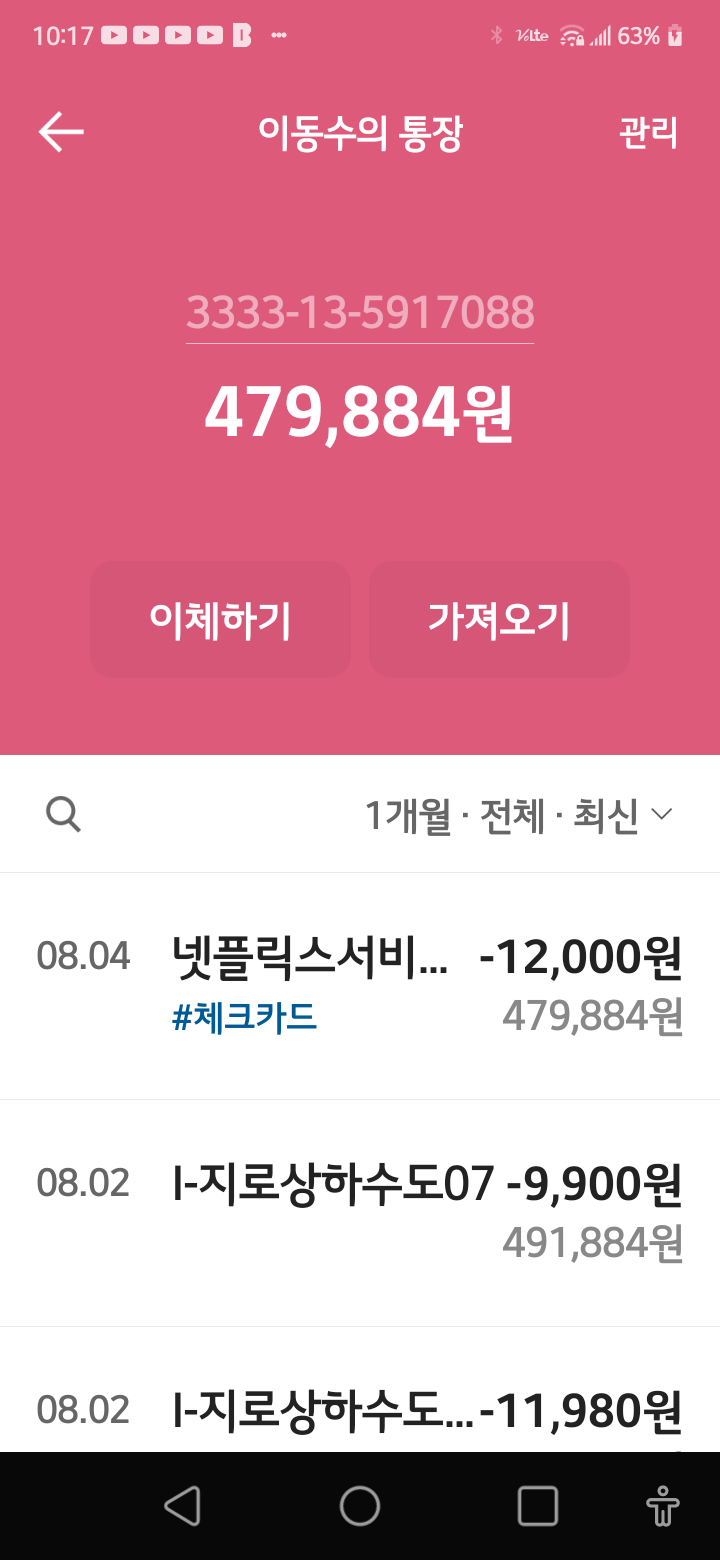 10:17
VoLte 63%
이동수의 통장
관리
3333-13-5917088
479,884원
이체하기
가져오기
1개월 · 전체 · 최신
08.04 넷플릭스서비... -12,000원
#체크카드 479,884원
08.02 I-지로상하수도07 -9,900원
491,884원
08.02 I-지로상하수도... -11,980원